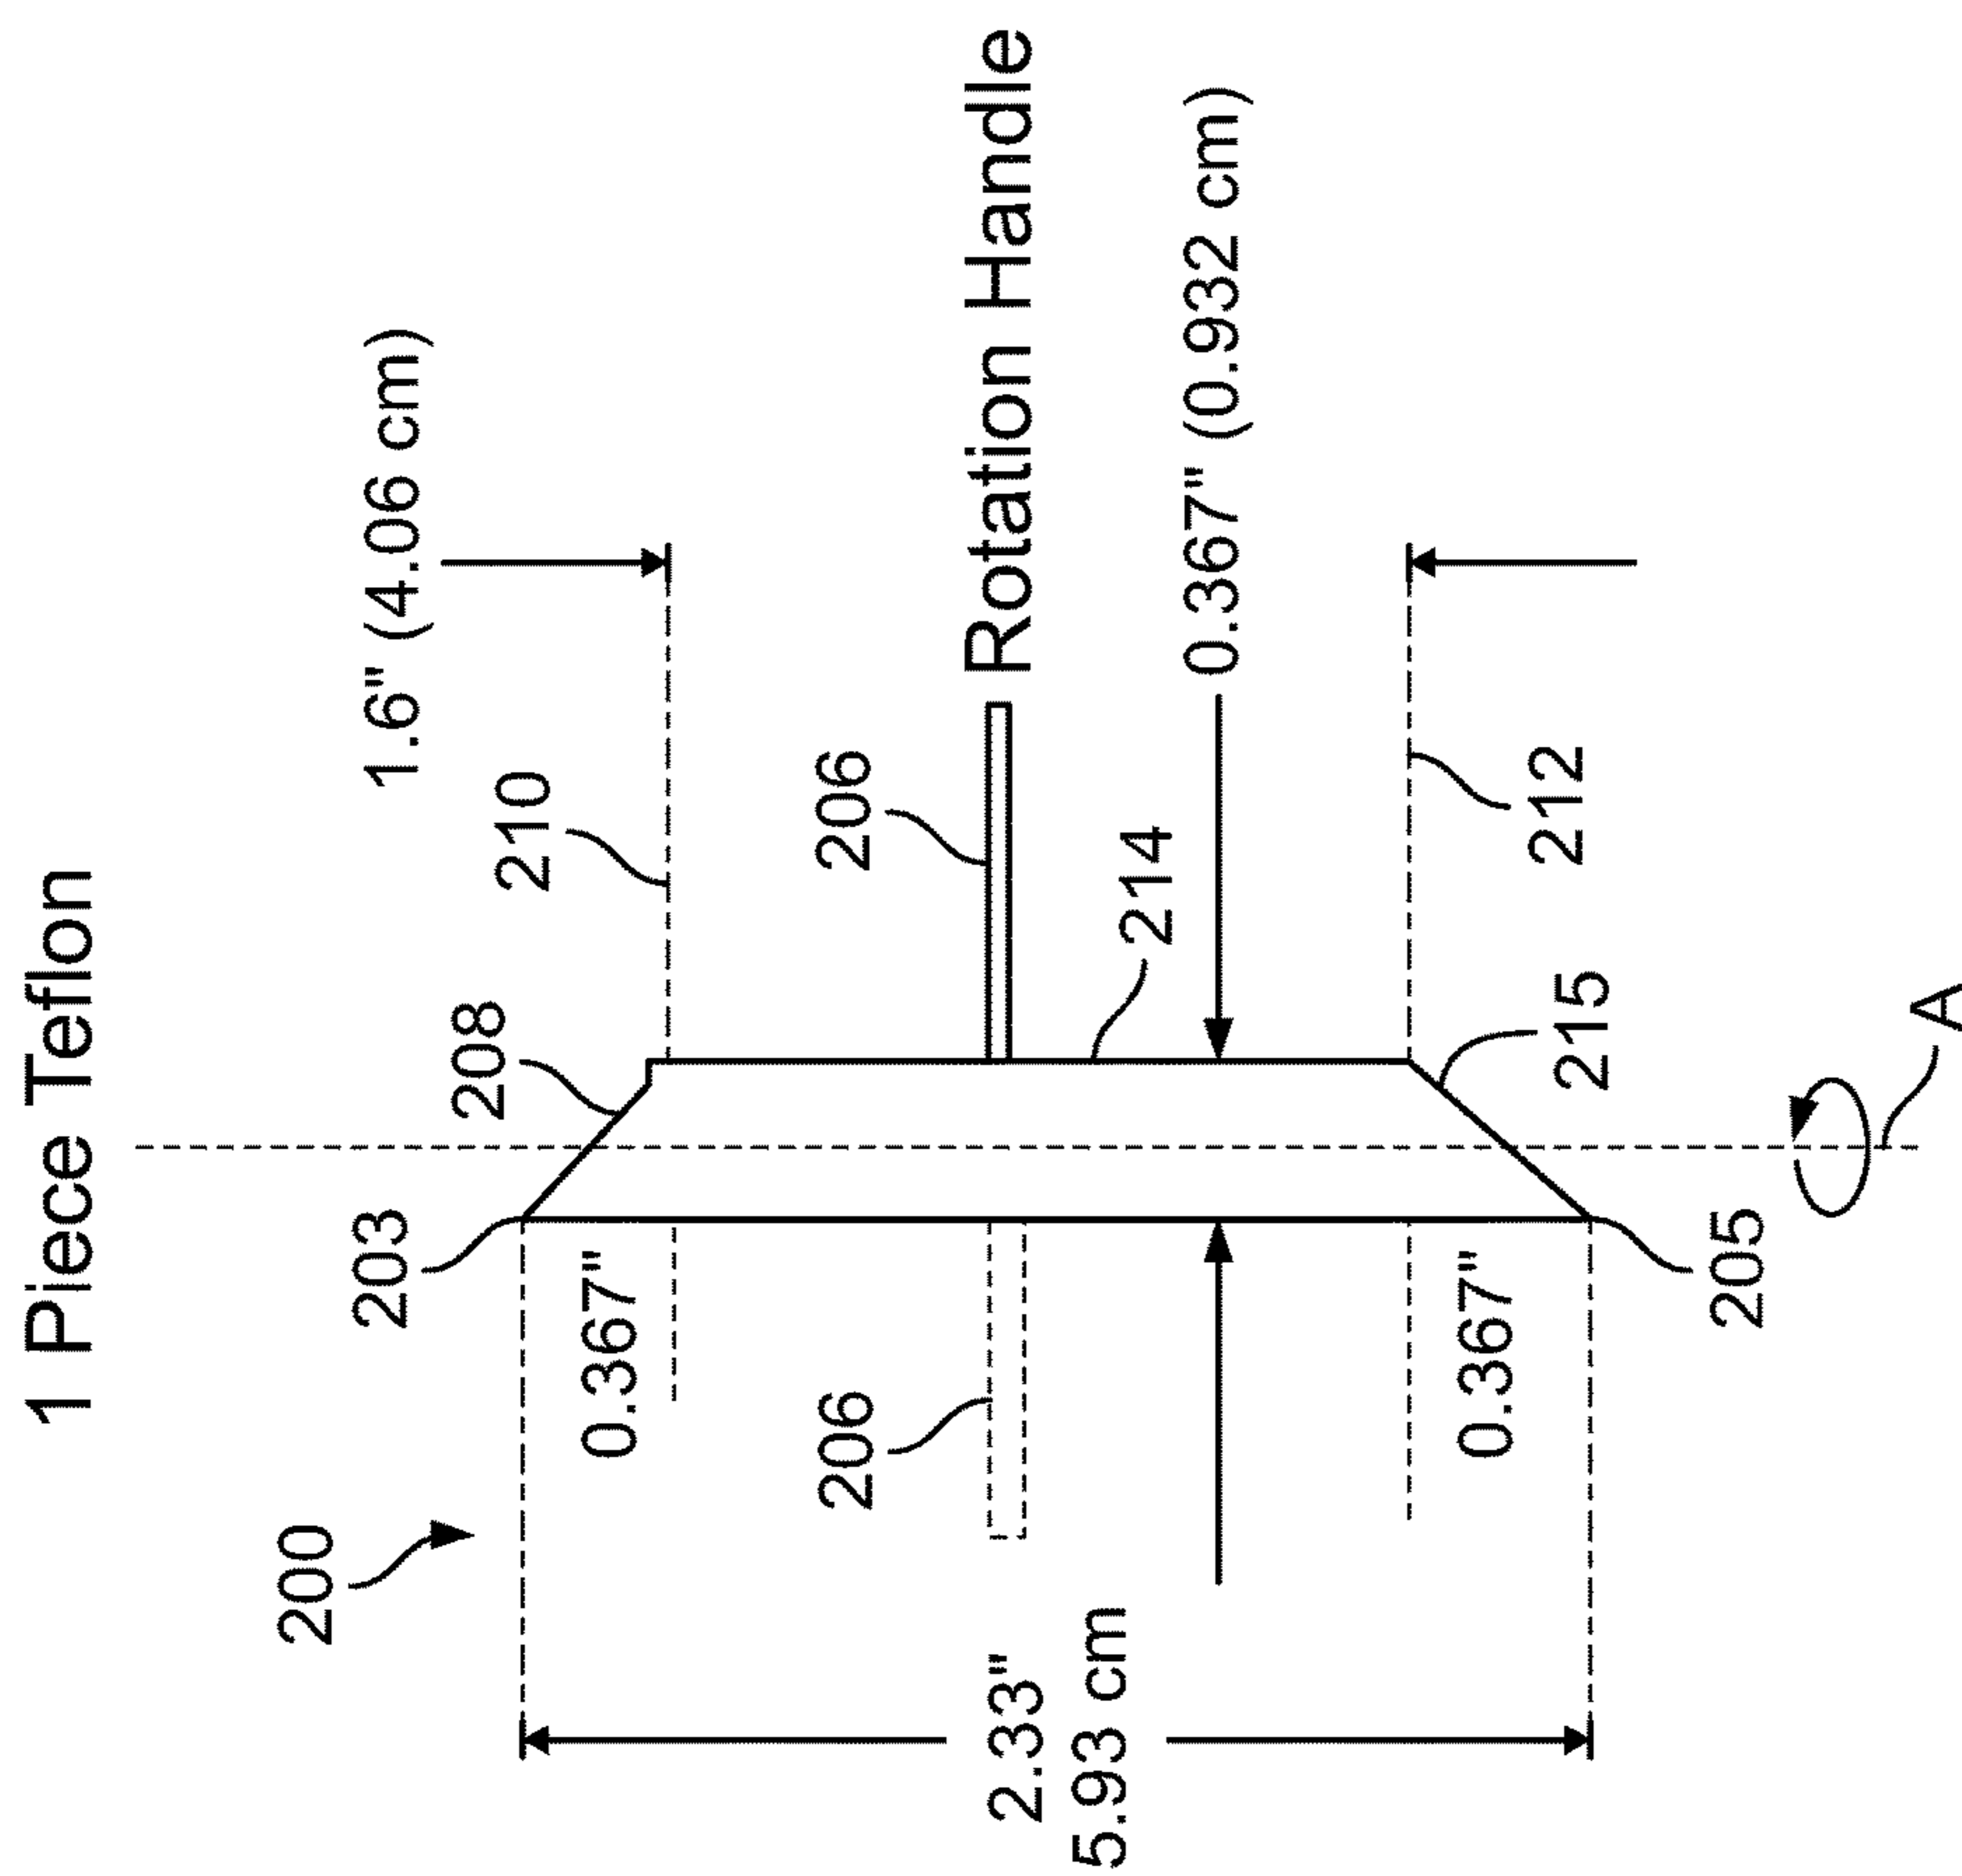 1 Piece Teflon
200
203
1.6" (4.06 cm)
208
210
0.367"
206
206
2.33"
5.93 cm
Rotation Handle
214
0.367" (0.932 cm)
0.367"
212
215
205
A